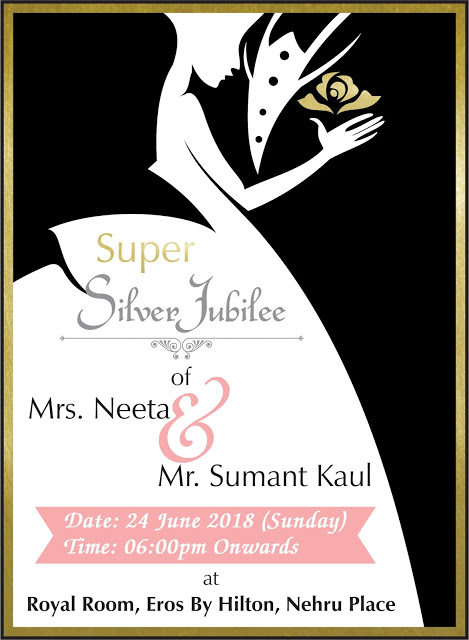 Super
Silver Jubilee
of
Mrs. Neeta &
Mr. Sumant Kaul
Date: 24 June 2018 (Sunday)
Time: 06:00pm Onwards
at
Royal Room, Eros By Hilton, Nehru Place